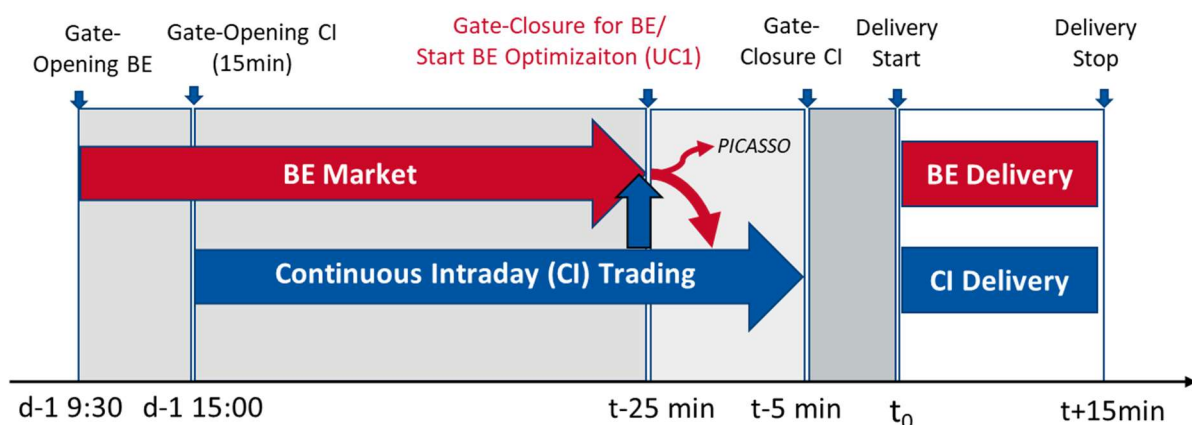 Gate-
Opening BE
Gate-Opening CI
(15min)
Gate-Closure for BE/
Start BE Optimizaiton (UC1)
Gate-
Closure CI
Delivery
Start
Delivery
Stop
BE Market
PICASSO
BE Delivery
Continuous Intraday (CI) Trading
CI Delivery
d-1 9:30
d-1 15:00
t-25 min
t-5 min
t₀
t+15min